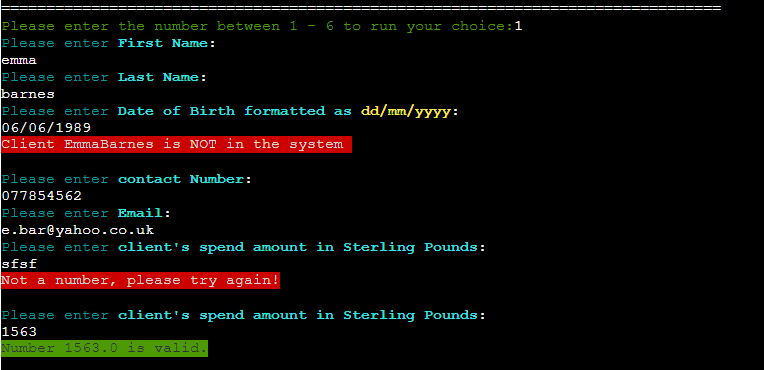 ================================================================================
Please enter the number between 1 - 6 to run your choice:1
Please enter First Name:
emma
Please enter Last Name:
barnes
Please enter Date of Birth formatted as dd/mm/yyyy:
06/06/1989
Client EmmaBarnes is NOT in the system
Please enter contact Number:
077854562
Please enter Email:
e.bar@yahoo.co.uk
Please enter client's spend amount in Sterling Pounds:
sfsf
Not a number, please try again!
Please enter client's spend amount in Sterling Pounds:
1563
Number 1563.0 is valid.